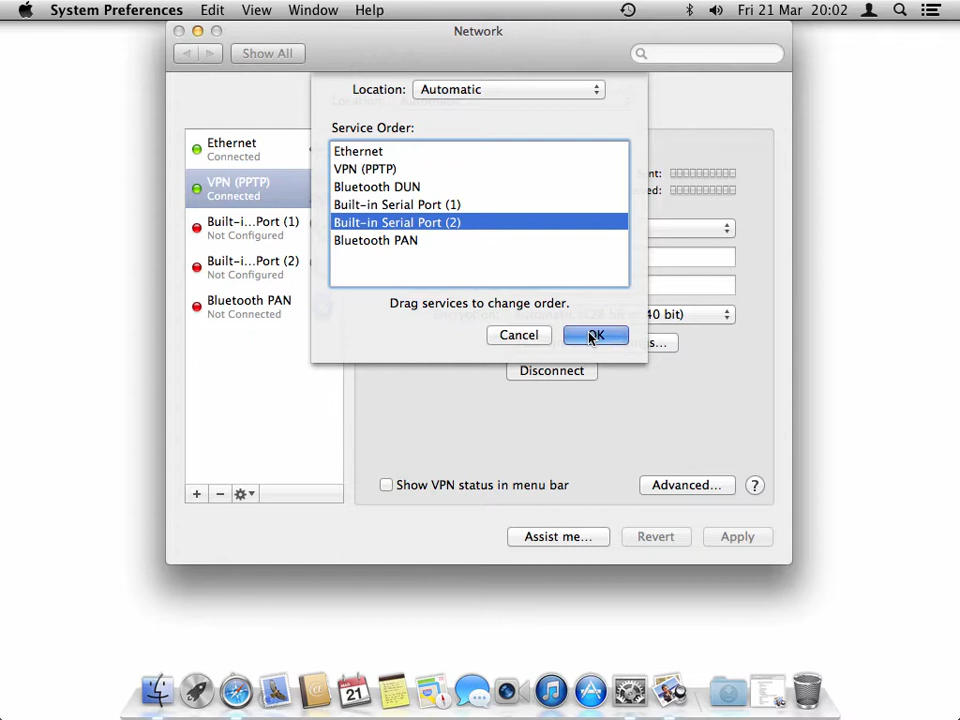 System Preferences Edit View Window Help Fri 21 Mar 20:02
Network
Show All
Location: Automatic
Service Order:
Ethernet
VPN (PPTP)
Bluetooth DUN
Built-in Serial Port (1)
Built-in Serial Port (2)
Bluetooth PAN
Drag services to change order.
Cancel OK
Ethernet
Connected
VPN (PPTP)
Connected
Built-i...Port (1)
Not Configured
Built-i...Port (2)
Not Configured
Bluetooth PAN
Not Connected
40 bit)
Disconnect
Show VPN status in menu bar
Advanced... ?
Assist me... Revert Apply
21